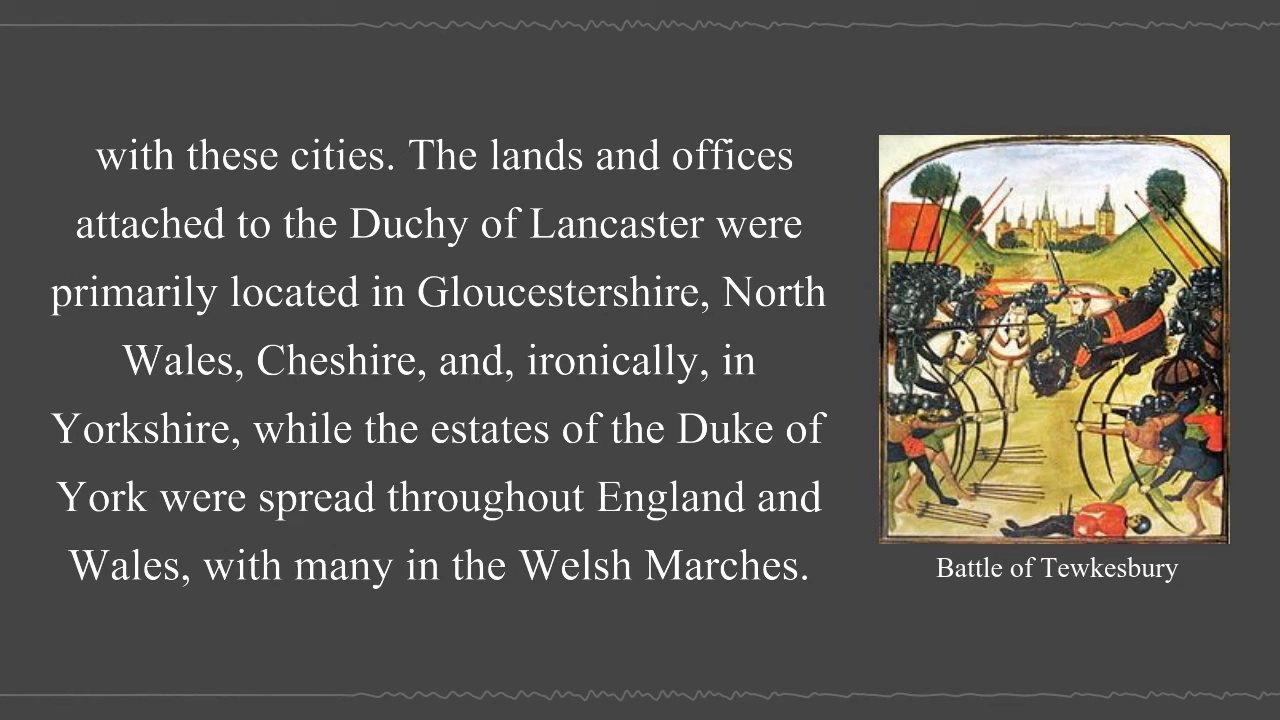 with these cities. The lands and offices
attached to the Duchy of Lancaster were
primarily located in Gloucestershire, North
Wales, Cheshire, and, ironically, in
Yorkshire, while the estates of the Duke of
York were spread throughout England and
Wales, with many in the Welsh Marches.
Battle of Tewkesbury